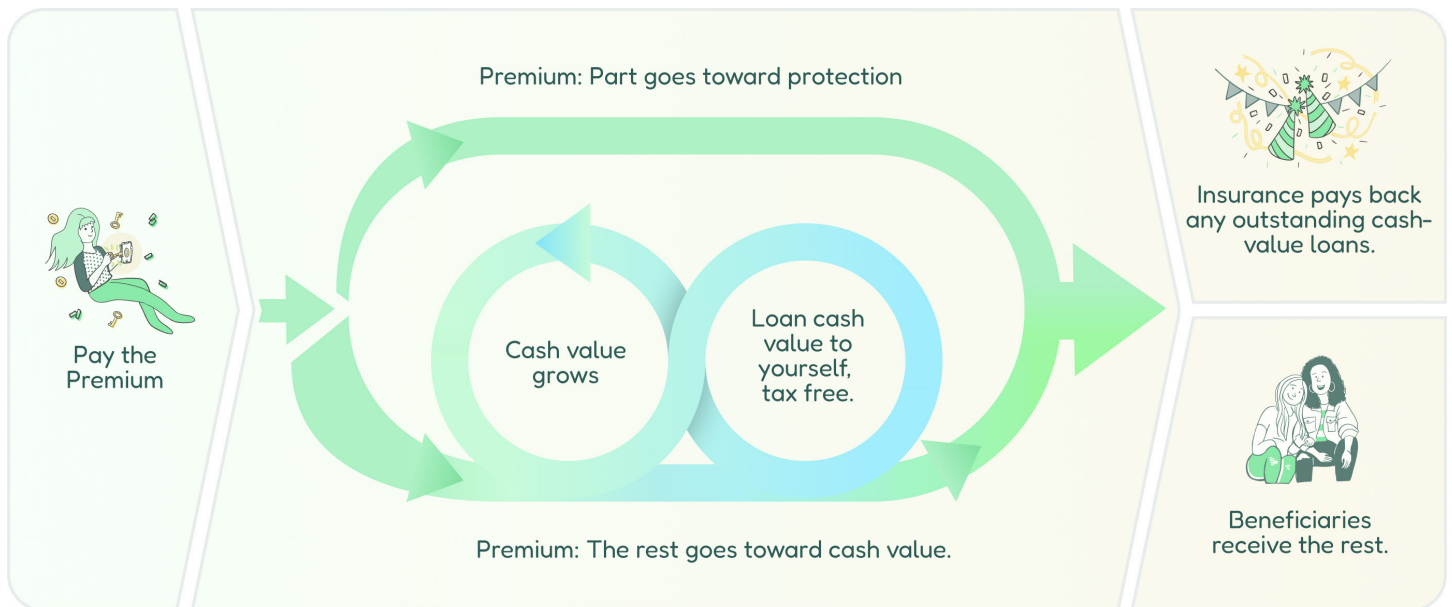 Pay the
Premium
Premium: Part goes toward protection
Cash value
grows
Loan cash
value to
yourself,
tax free.
Premium: The rest goes toward cash value.
Insurance pays back
any outstanding cash-
value loans.
Beneficiaries
receive the rest.